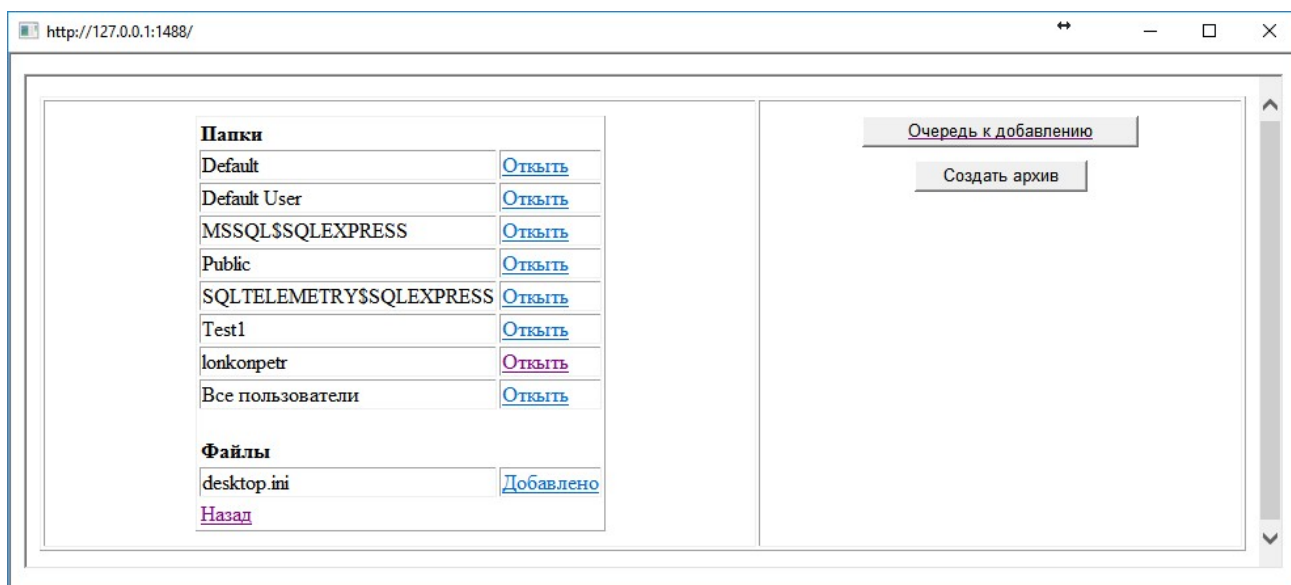 http://127.0.0.1:1488/
Папки
Default Откыть
Default User Откыть
MSSQL$SQLEXPRESS Откыть
Public Откыть
SQLTELEMETRY$SQLEXPRESS Откыть
Test1 Откыть
lonkonpetr Откыть
Все пользователи Откыть
Файлы
desktop.ini Добавлено
Назад
Очередь к добавлению
Создать архив